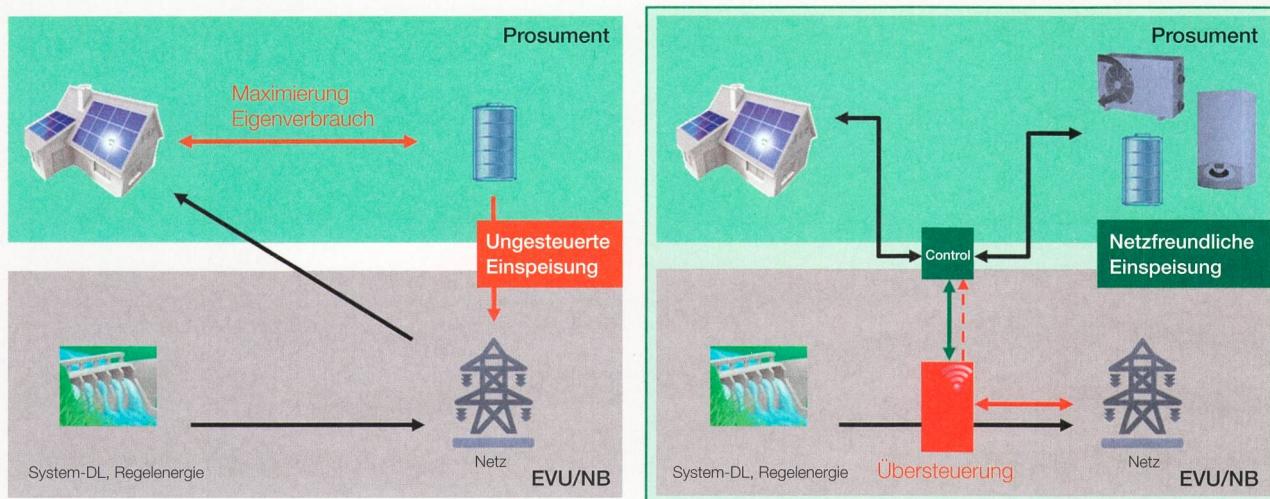 Prosument
Maximierung
Eigenverbrauch
Ungesteuerte
Einspeisung
Netz
System-DL, Regelenergie
EVU/NB
Prosument
Control
Netzfreundliche
Einspeisung
Netz
System-DL, Regelenergie
Übersteuerung
EVU/NB